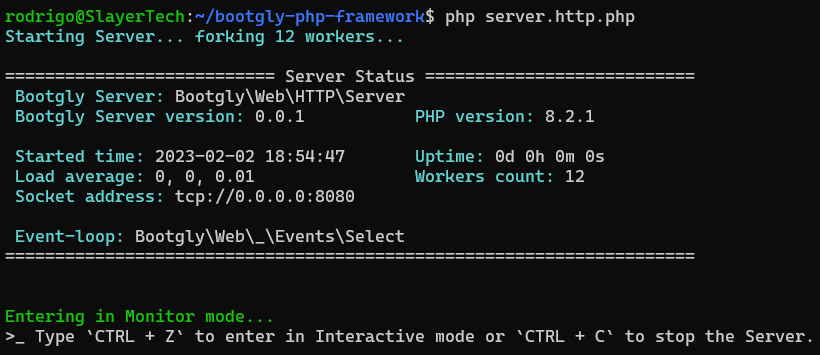 rodrigo@SlayerTech:~/bootgly-php-framework$ php server.http.php
Starting Server... forking 12 workers...
=========================== Server Status ===========================
Bootgly Server: Bootgly\Web\HTTP\Server
Bootgly Server version: 0.0.1 PHP version: 8.2.1
Started time: 2023-02-02 18:54:47 Uptime: 0d 0h 0m 0s
Load average: 0, 0, 0.01 Workers count: 12
Socket address: tcp://0.0.0.0:8080
Event-loop: Bootgly\Web\_\Events\Select
=====================================================================
Entering in Monitor mode...
>_ Type `CTRL + Z` to enter in Interactive mode or `CTRL + C` to stop the Server.